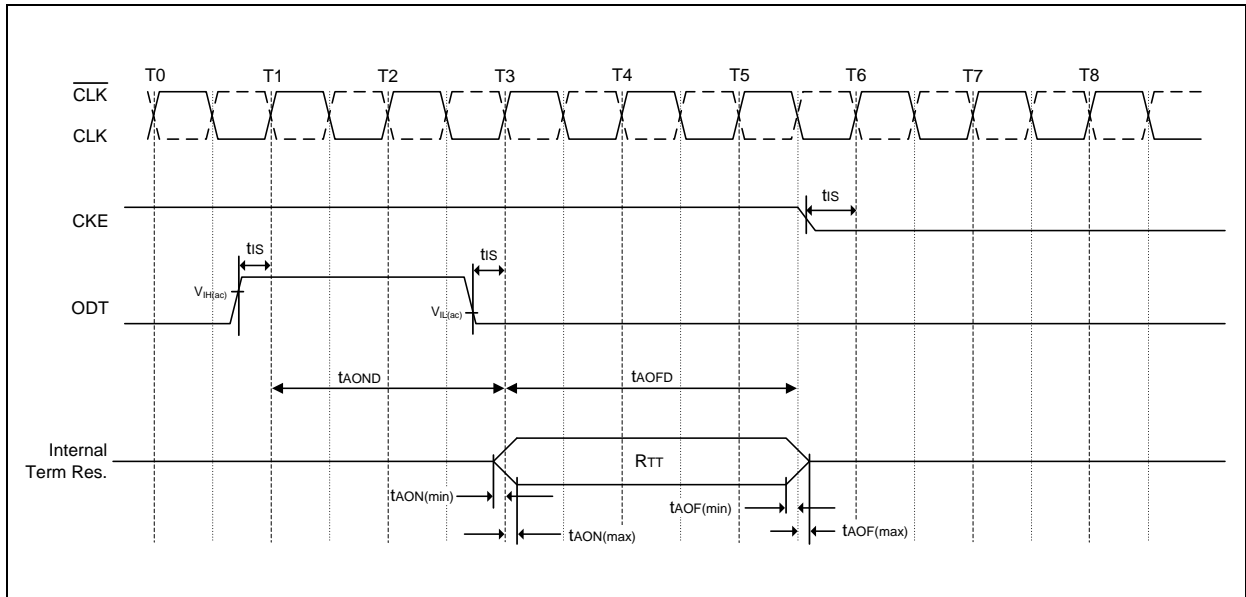 T0 T1 T2 T3 T4 T5 T6 T7 T8
CLK
CLK
tIS
CKE
tIS
tIS
VIH(ac)
VIL(ac)
ODT
tAOND
tAOFD
Internal
Term Res.
RTT
tAON(min)
tAOF(min)
tAON(max)
tAOF(max)